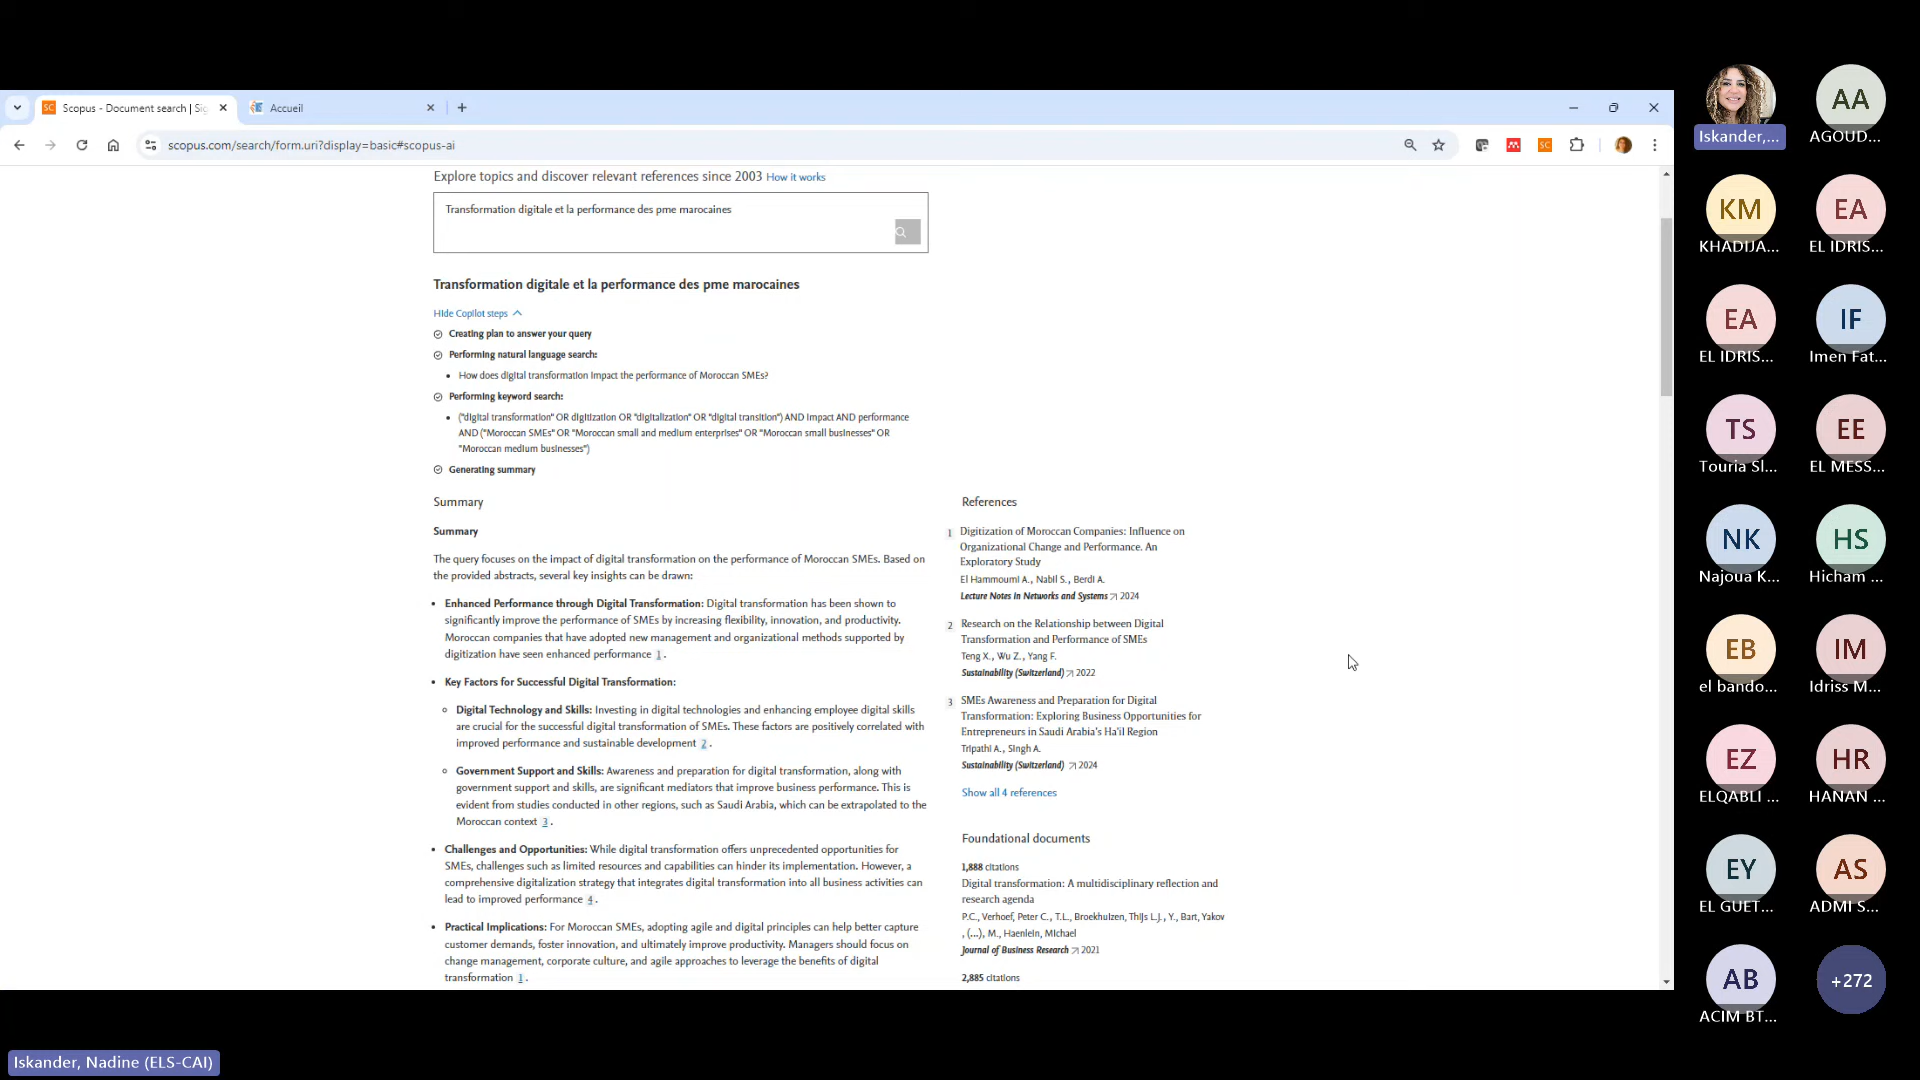 SC Scopus - Document search | Sig
Accueil
scopus.com/search/form.uri?display=basic#scopus-ai
SC
Explore topics and discover relevant references since 2003 How it works
Transformation digitale et la performance des pme marocaines
Transformation digitale et la performance des pme marocaines
Hide Copilot steps
Creating plan to answer your query
Performing natural language search:
• How does digital transformation impact the performance of Moroccan SMEs?
Performing keyword search:
• ("digital transformation" OR digitization OR "digitalization" OR "digital transition") AND impact AND performance
AND ("Moroccan SMEs" OR "Moroccan small and medium enterprises" OR "Moroccan small businesses" OR
"Moroccan medium businesses")
Generating summary
Summary
Summary
The query focuses on the impact of digital transformation on the performance of Moroccan SMEs. Based on
the provided abstracts, several key insights can be drawn:
• Enhanced Performance through Digital Transformation: Digital transformation has been shown to
significantly improve the performance of SMEs by increasing flexibility, innovation, and productivity.
Moroccan companies that have adopted new management and organizational methods supported by
digitization have seen enhanced performance 1 .
• Key Factors for Successful Digital Transformation:
Digital Technology and Skills: Investing in digital technologies and enhancing employee digital skills
are crucial for the successful digital transformation of SMEs. These factors are positively correlated with
improved performance and sustainable development 2 .
Government Support and Skills: Awareness and preparation for digital transformation, along with
government support and skills, are significant mediators that improve business performance. This is
evident from studies conducted in other regions, such as Saudi Arabia, which can be extrapolated to the
Moroccan context 3 .
• Challenges and Opportunities: While digital transformation offers unprecedented opportunities for
SMEs, challenges such as limited resources and capabilities can hinder its implementation. However, a
comprehensive digitalization strategy that integrates digital transformation into all business activities can
lead to improved performance 4 .
• Practical Implications: For Moroccan SMEs, adopting agile and digital principles can help better capture
customer demands, foster innovation, and ultimately improve productivity. Managers should focus on
change management, corporate culture, and agile approaches to leverage the benefits of digital
transformation 1 .
References
1 Digitization of Moroccan Companies: Influence on
Organizational Change and Performance. An
Exploratory Study
El Hammoumi A., Nabil S., Berdi A.
Lecture Notes in Networks and Systems 2024
2 Research on the Relationship between Digital
Transformation and Performance of SMEs
Teng X., Wu Z., Yang F.
Sustainability (Switzerland) 2022
3 SMEs Awareness and Preparation for Digital
Transformation: Exploring Business Opportunities for
Entrepreneurs in Saudi Arabia's Ha'il Region
Tripathi A., Singh A.
Sustainability (Switzerland) 2024
Show all 4 references
Foundational documents
1,888 citations
Digital transformation: A multidisciplinary reflection and
research agenda
P.C., Verhoef, Peter C., T.L., Broekhuizen, Thijs L.J., Y., Bart, Yakov
, (...), M., Haenlein, Michael
Journal of Business Research 2021
2,885 citations
Iskander,...
AA
AGOUD...
KM
KHADIJA...
EA
EL IDRIS...
EA
EL IDRIS...
IF
Imen Fat...
TS
Touria Sl...
EE
EL MESS...
NK
Najoua K...
HS
Hicham ...
EB
el bando...
IM
Idriss M...
EZ
ELQABLI ...
HR
HANAN ...
EY
EL GUET...
AS
ADMI S...
AB
ACIM BT...
+272
Iskander, Nadine (ELS-CAI)